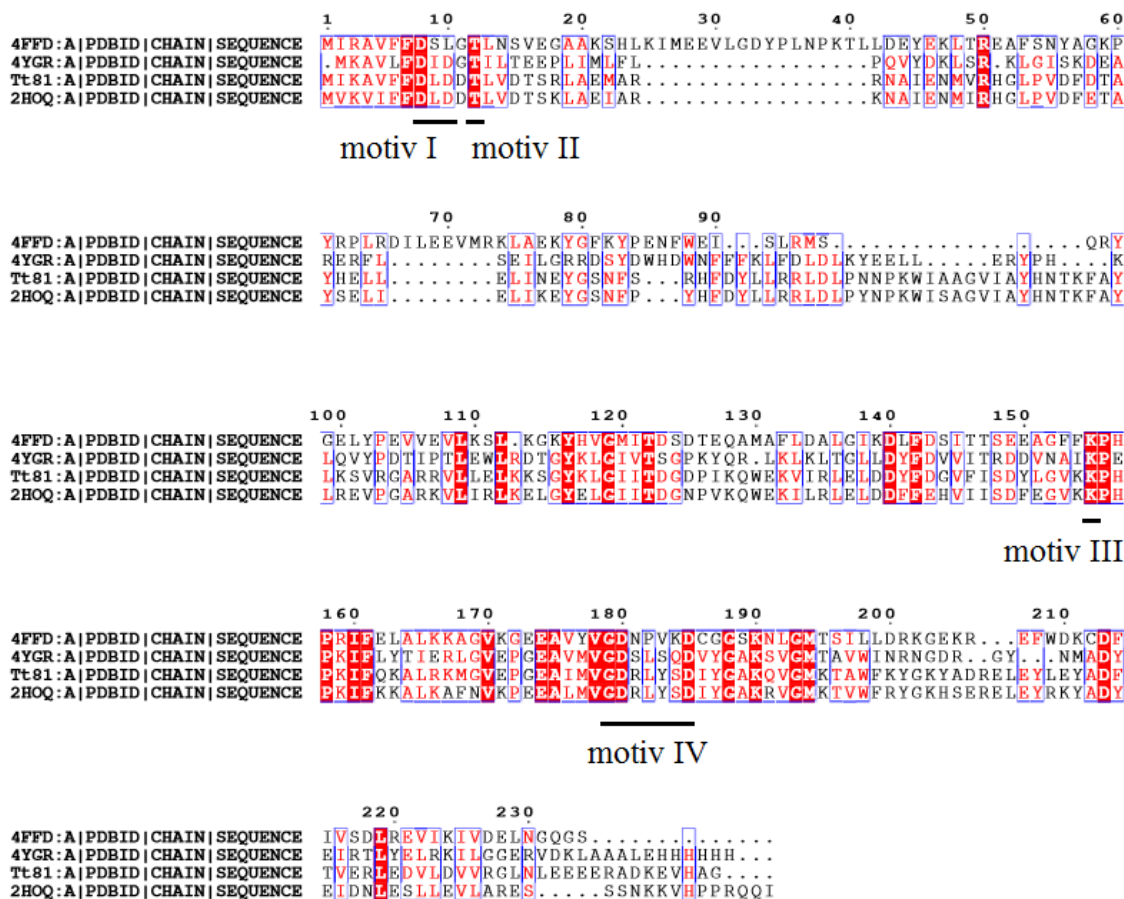 1 10 20 30 40 50 60
4FFD:A|PDBID|CHAIN|SEQUENCE MIRAVFFDSLGTLNSVEGAAKSHLKIMEEVLGDYPLNPKTLLDEYEKLTREAFSNYAGKP
4YGR:A|PDBID|CHAIN|SEQUENCE .MKAVLFDIDGTILTEEPLIMLFL.................PQVYDKLSR.KLGISKDEA
Tt81:A|PDBID|CHAIN|SEQUENCE MIKAVFFDLDDTLVDTSRLAEMAR.................RNAIENMVRHGLPVDFDTA
2HOQ:A|PDBID|CHAIN|SEQUENCE MVKVIFFDLDDTLVDTSKLAEIAR.................KNAIENMIRHGLPVDFETA
motiv I motiv II
70 80 90
4FFD:A|PDBID|CHAIN|SEQUENCE YRPLRDILEEVMRKLAEKYGFKYPENFWEI..SLRMS....................QRY
4YGR:A|PDBID|CHAIN|SEQUENCE RERFL........SEILGRRDSYDWHDWNFFFKLFDLDLKYEELL.....ERYPH....K
Tt81:A|PDBID|CHAIN|SEQUENCE YHELL........ELINEYGSNFS...RHFDYLLRRLDLPNNPKWIAAGVIAYHNTKFAY
2HOQ:A|PDBID|CHAIN|SEQUENCE YSELI........ELIKEYGSNFP...YHFDYLLRRLDLPYNPKWISAGVIAYHNTKFAY
100 110 120 130 140 150
4FFD:A|PDBID|CHAIN|SEQUENCE GELYPEVVEVLKSL.KGKYHVGMITDSDTEQAMAFLDALGIKDLFDSITTSEEAGFFKPH
4YGR:A|PDBID|CHAIN|SEQUENCE LQVYPDTIPTLEWLRDTGYKLGIVTSGPKYQR.LKLKLTGLLDYFDVVITRDDVNAIKPE
Tt81:A|PDBID|CHAIN|SEQUENCE LKSVRGARKVLLELKKSGYKLGIITDGDPIKQWEKVIRLELDDYFDGVFISDYLGVKKPH
2HOQ:A|PDBID|CHAIN|SEQUENCE LREVPGARKVLIRLKELGYELGIITDGNPVKQWEKILRLELDDFFEHVIISDFEGVKKPH
motiv III
160 170 180 190 200 210
4FFD:A|PDBID|CHAIN|SEQUENCE PRIFELALKKAGVKGEEAVYVGDNPVKDCGGSKNLGMTSILLDRKGEKR...EFWDKCDF
4YGR:A|PDBID|CHAIN|SEQUENCE PKIFLYTIERLGVEPGEAVMVGDSLSQDVYGAKSVGMTAVWINRNGDR..GY..NMADY
Tt81:A|PDBID|CHAIN|SEQUENCE PKIFQKALRKMGVEPEEAIMVGDRLYSDIYGAKQVGMKTAWFKYGKYADRELEYLEYADF
2HOQ:A|PDBID|CHAIN|SEQUENCE PKIFKKALKAFNVKPEEALMVGDRLYSDIYGAKRVGMKTVWFRYGKHSERELEYRKYADY
motiv IV
220 230
4FFD:A|PDBID|CHAIN|SEQUENCE IVSDLREVIKIVDELNGQGS..............
4YGR:A|PDBID|CHAIN|SEQUENCE EIRTLYELRKILGGERVDKLAAALEHHHHHH...
Tt81:A|PDBID|CHAIN|SEQUENCE TVERLEDVLDVVRGLNLEEEERADKEVHAG....
2HOQ:A|PDBID|CHAIN|SEQUENCE EIDNLESLLEVLARES.....SSNKKVHPPRQQI